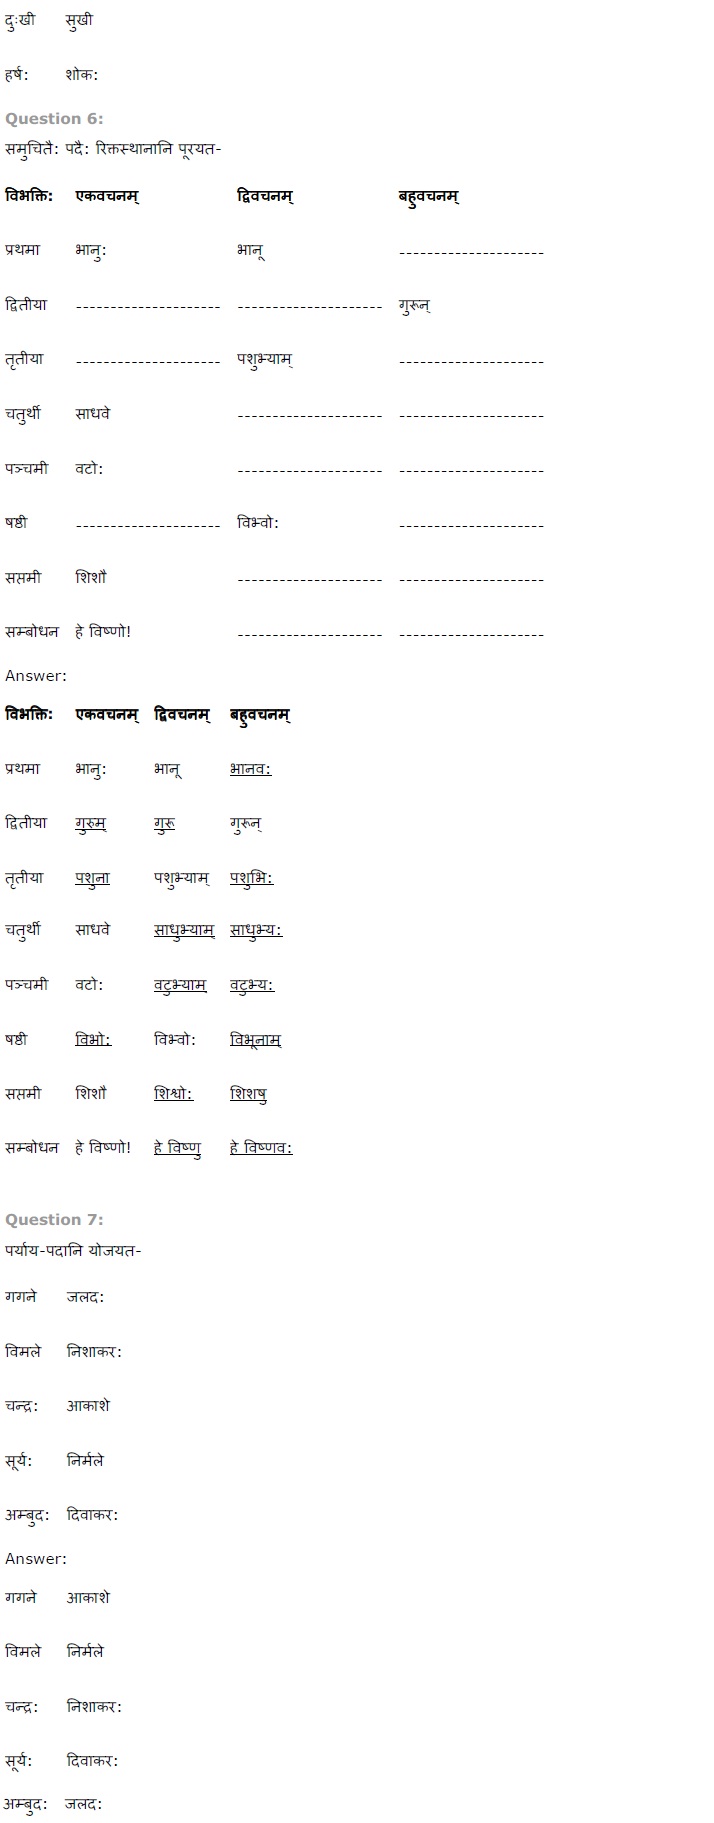 दुःखी सुखी
हर्ष: शोक:
Question 6:
समुचितै: पदै: रिक्तस्थानानि पूरयत-
विभक्ति: एकवचनम् द्विवचनम् बहुवचनम्
प्रथमा भानु: भानू ---------------------
द्वितीया --------------------- --------------------- गुरून्
तृतीया --------------------- पशुभ्याम् ---------------------
चतुर्थी साधवे --------------------- ---------------------
पञ्चमी वटो: --------------------- ---------------------
षष्ठी --------------------- विभ्वो: ---------------------
सप्तमी शिशौ --------------------- ---------------------
सम्बोधन हे विष्णो! --------------------- ---------------------
Answer:
विभक्ति: एकवचनम् द्विवचनम् बहुवचनम्
प्रथमा भानु: भानू भानव:
द्वितीया गुरुम् गुरू गुरून्
तृतीया पशुना पशुभ्याम् पशुभि:
चतुर्थी साधवे साधुभ्याम् साधुभ्य:
पञ्चमी वटो: वटुभ्याम् वटुभ्य:
षष्ठी विभो: विभ्वो: विभूनाम्
सप्तमी शिशौ शिश्वो: शिशषु
सम्बोधन हे विष्णो! हे विष्णु हे विष्णव:
Question 7:
पर्याय-पदानि योजयत-
गगने जलद:
विमले निशाकर:
चन्द्र: आकाशे
सूर्य: निर्मले
अम्बुद: दिवाकर:
Answer:
गगने आकाशे
विमले निर्मले
चन्द्र: निशाकर:
सूर्य: दिवाकर:
अम्बुद: जलद: